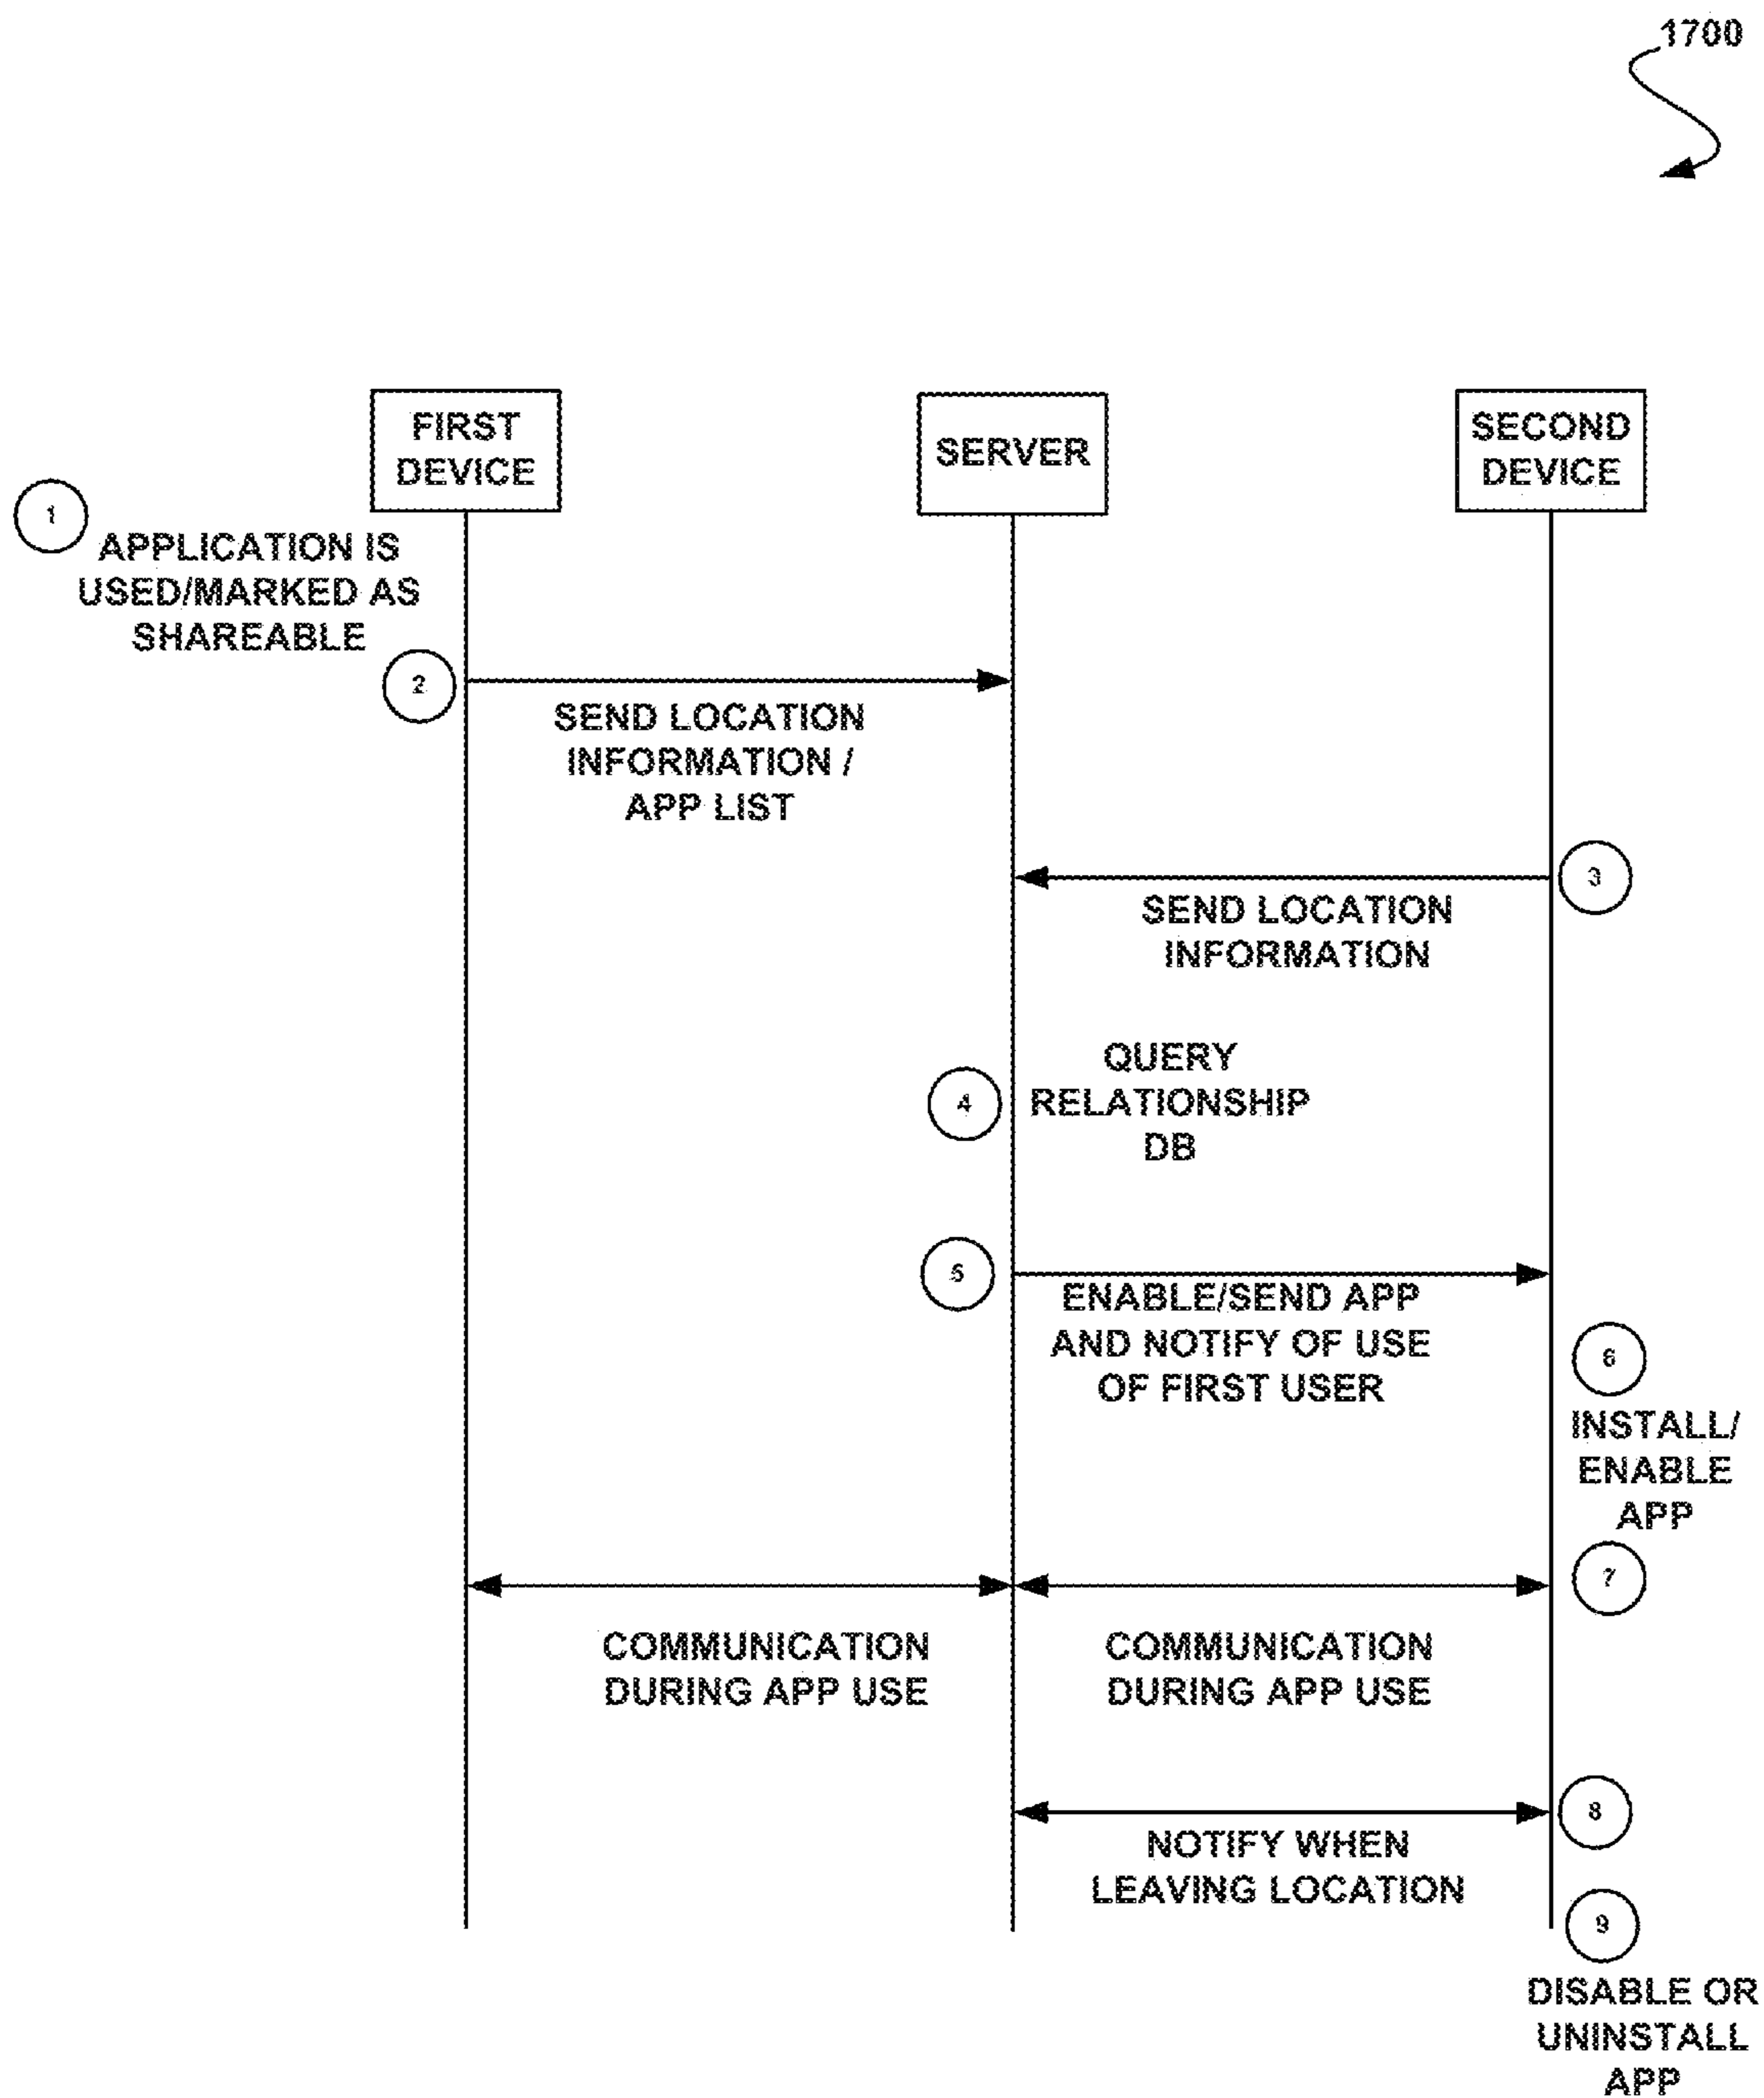 1700
FIRST
DEVICE
SERVER
SECOND
DEVICE
1
APPLICATION IS
USED/MARKED AS
SHAREABLE
2
SEND LOCATION
INFORMATION /
APP LIST
3
SEND LOCATION
INFORMATION
4
QUERY
RELATIONSHIP
DB
5
ENABLE/SEND APP
AND NOTIFY OF USE
OF FIRST USER
6
INSTALL/
ENABLE
APP
7
COMMUNICATION
DURING APP USE
COMMUNICATION
DURING APP USE
8
NOTIFY WHEN
LEAVING LOCATION
9
DISABLE OR
UNINSTALL
APP